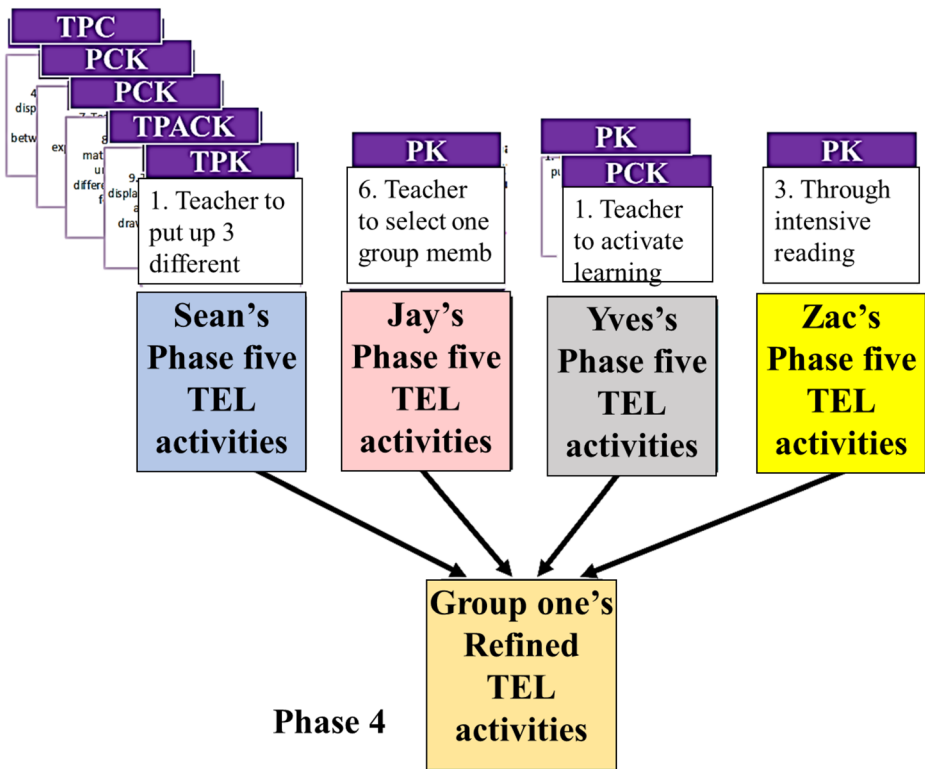 TPC
PCK
PCK
TPACK
TPK
1. Teacher to
put up 3
different
PK
6. Teacher
to select one
group memb
PK
PCK
1. Teacher
to activate
learning
PK
3. Through
intensive
reading
Sean’s
Phase five
TEL
activities
Jay’s
Phase five
TEL
activities
Yves’s
Phase five
TEL
activities
Zac’s
Phase five
TEL
activities
Group one’s
Refined
TEL
activities
Phase 4